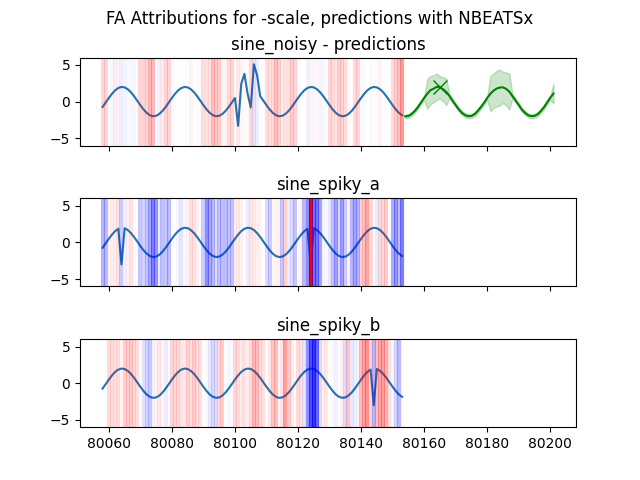 FA Attributions for -scale, predictions with NBEATSx
sine_noisy - predictions
5
0
−5
sine_spiky_a
5
0
−5
sine_spiky_b
5
0
−5
80060 80080 80100 80120 80140 80160 80180 80200